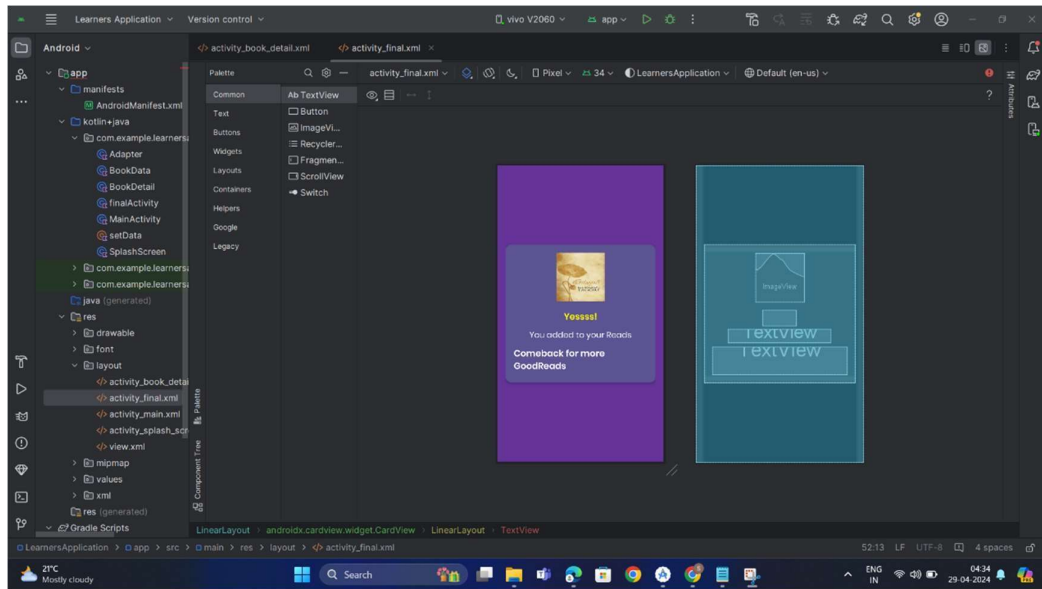 Learners Application
Version control
vivo V2060
app
Android
activity_book_detail.xml
activity_final.xml
app
manifests
AndroidManifest.xml
kotlin+java
com.example.learnersa
Adapter
BookData
BookDetail
finalActivity
MainActivity
setData
SplashScreen
com.example.learnersa
com.example.learnersa
java (generated)
res
drawable
font
layout
activity_book_detai
activity_final.xml
activity_main.xml
activity_splash_scr
view.xml
mipmap
values
xml
res (generated)
Gradle Scripts
Palette
Common
Text
Buttons
Widgets
Layouts
Containers
Helpers
Google
Legacy
Ab TextView
Button
ImageVi...
Recycler...
Fragmen...
ScrollView
Switch
Palette
Component Tree
activity_final.xml
Pixel
34
LearnersApplication
Default (en-us)
Attributes
Yessss!
You added to your Reads
Comeback for more
GoodReads
ImageView
TextView
TextView
LinearLayout > androidx.cardview.widget.CardView > LinearLayout > TextView
LearnersApplication > app > src > main > res > layout > activity_final.xml
52:13 LF UTF-8 4 spaces
21°C
Mostly cloudy
Search
ENG
IN
04:34
29-04-2024